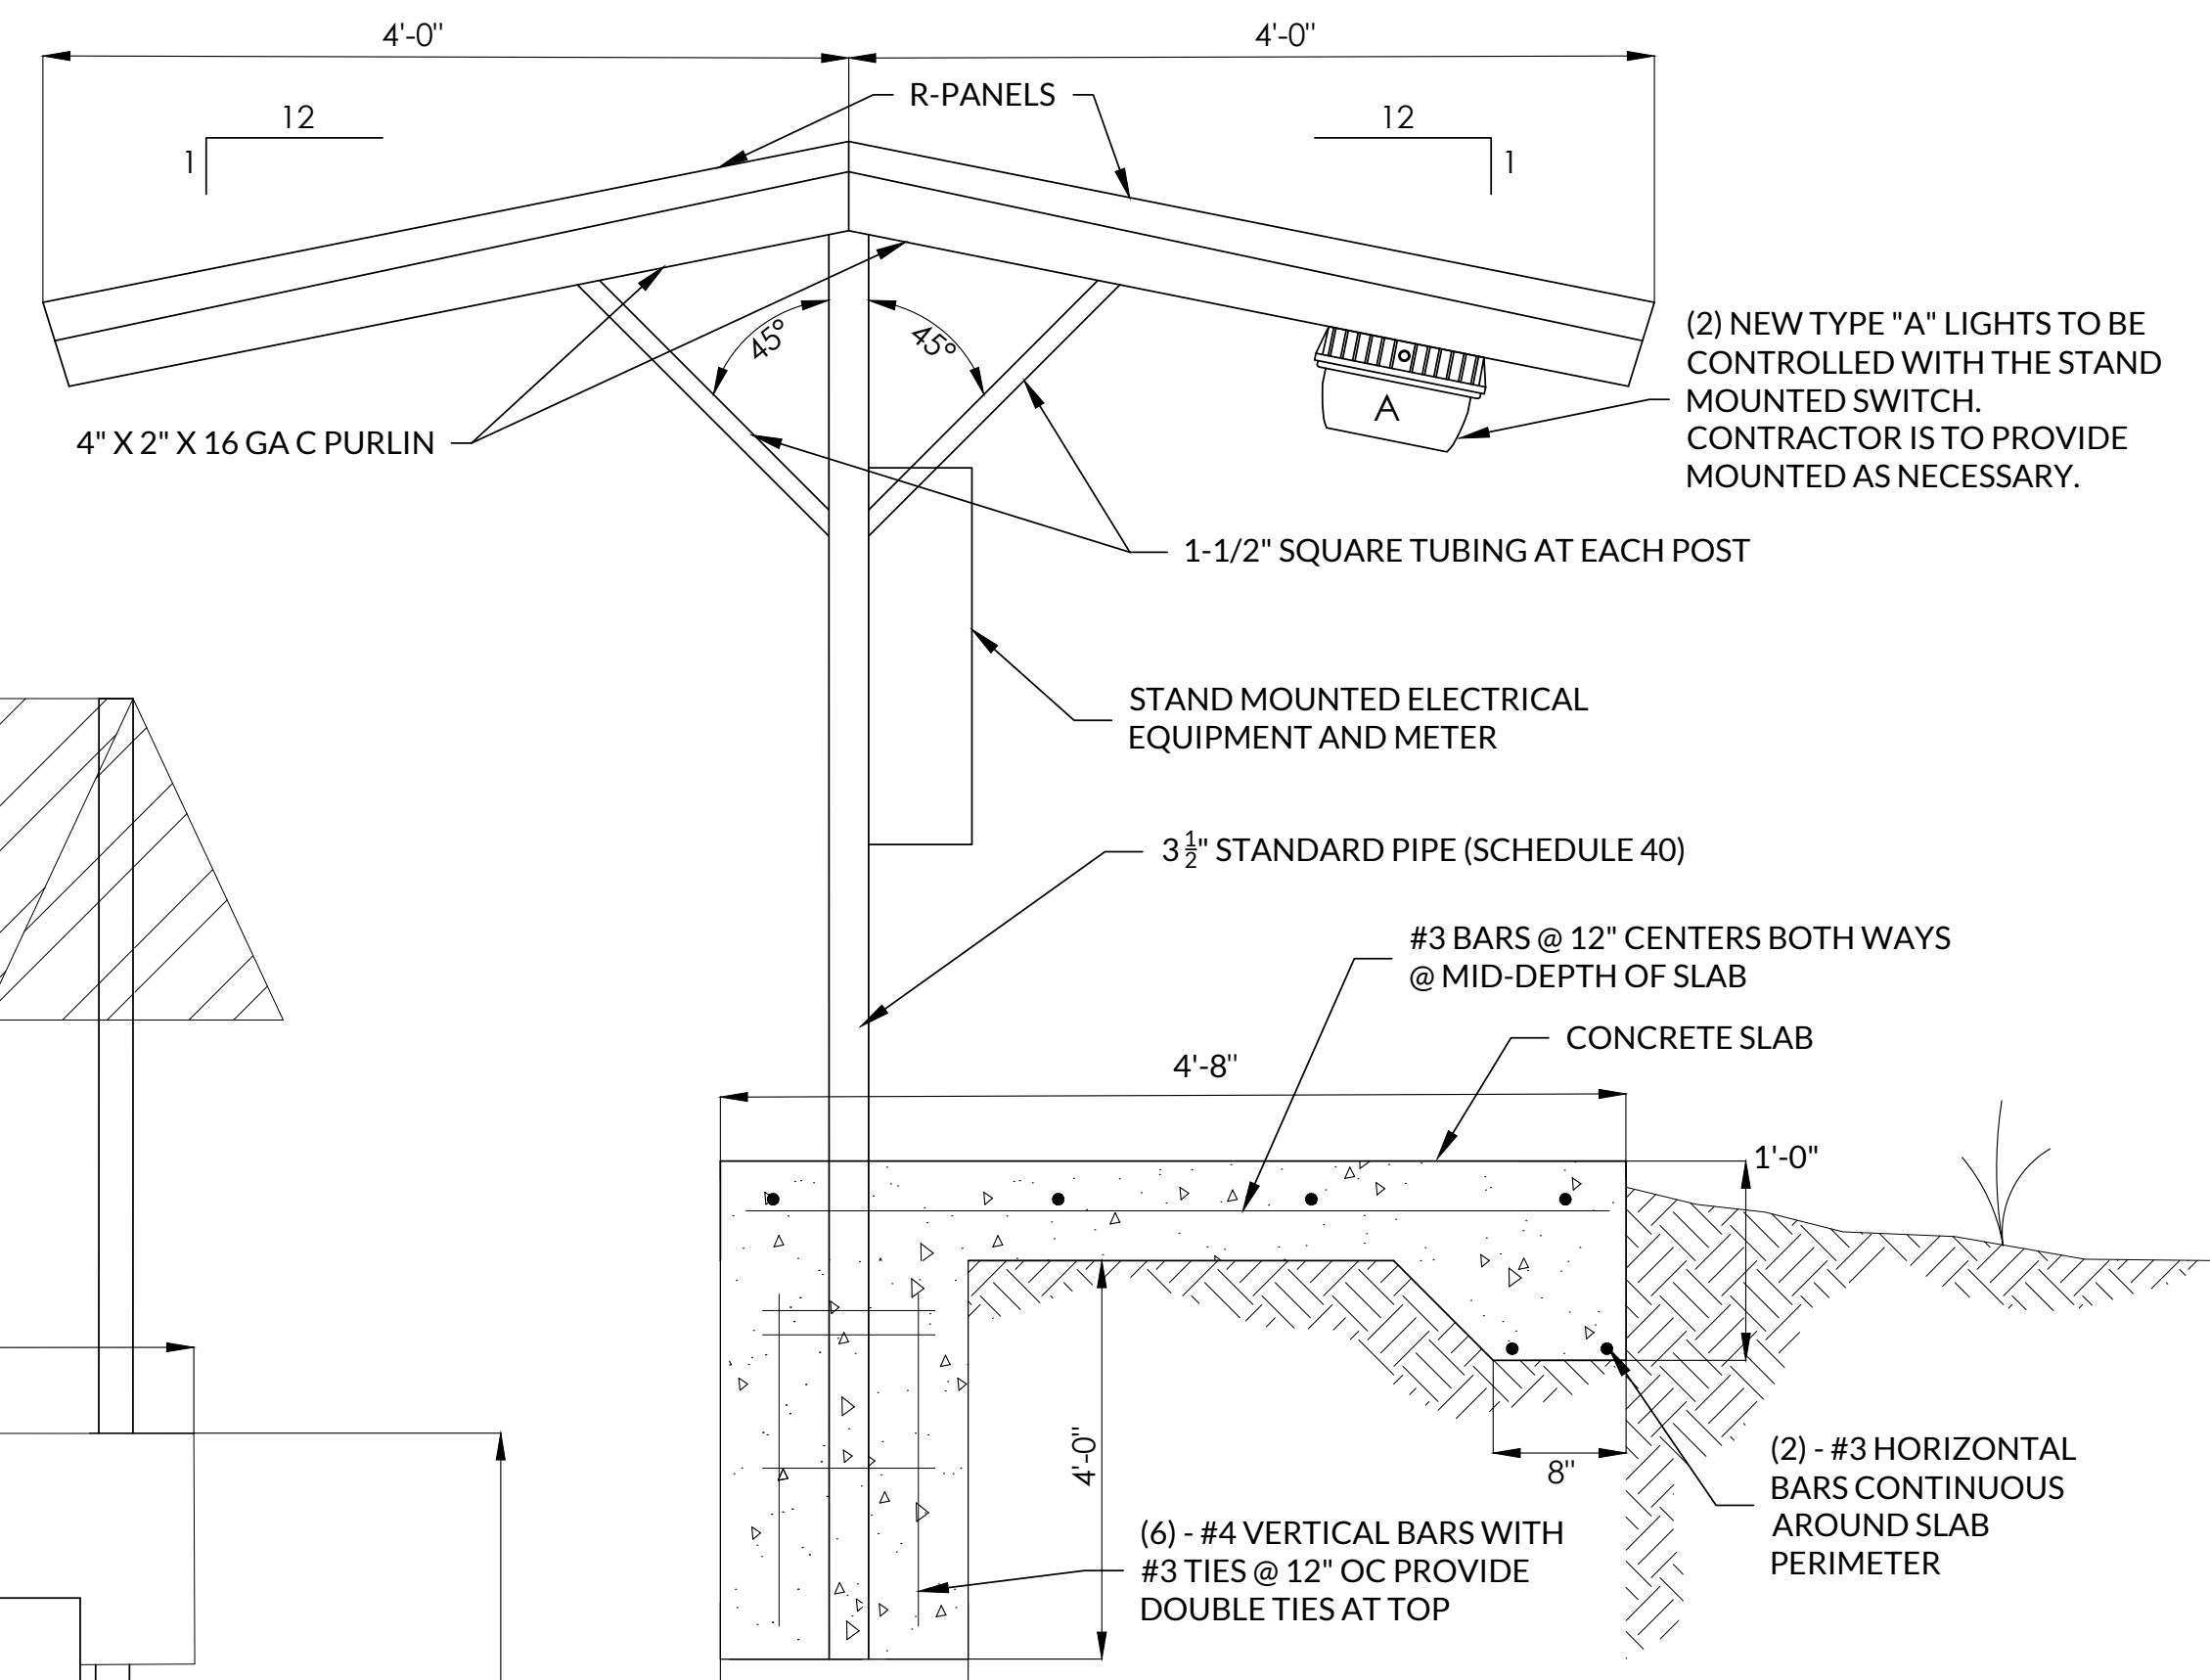 4'-0"
4'-0"
R-PANELS
12
1
12
1
45°
45°
(2) NEW TYPE "A" LIGHTS TO BE
CONTROLLED WITH THE STAND
MOUNTED SWITCH.
CONTRACTOR IS TO PROVIDE
MOUNTED AS NECESSARY.
A
4" X 2" X 16 GA C PURLIN
1-1/2" SQUARE TUBING AT EACH POST
STAND MOUNTED ELECTRICAL
EQUIPMENT AND METER
3 1/2" STANDARD PIPE (SCHEDULE 40)
#3 BARS @ 12" CENTERS BOTH WAYS
@ MID-DEPTH OF SLAB
CONCRETE SLAB
4'-8"
1'-0"
4'-0"
8"
(2) - #3 HORIZONTAL
BARS CONTINUOUS
AROUND SLAB
PERIMETER
(6) - #4 VERTICAL BARS WITH
#3 TIES @ 12" OC PROVIDE
DOUBLE TIES AT TOP